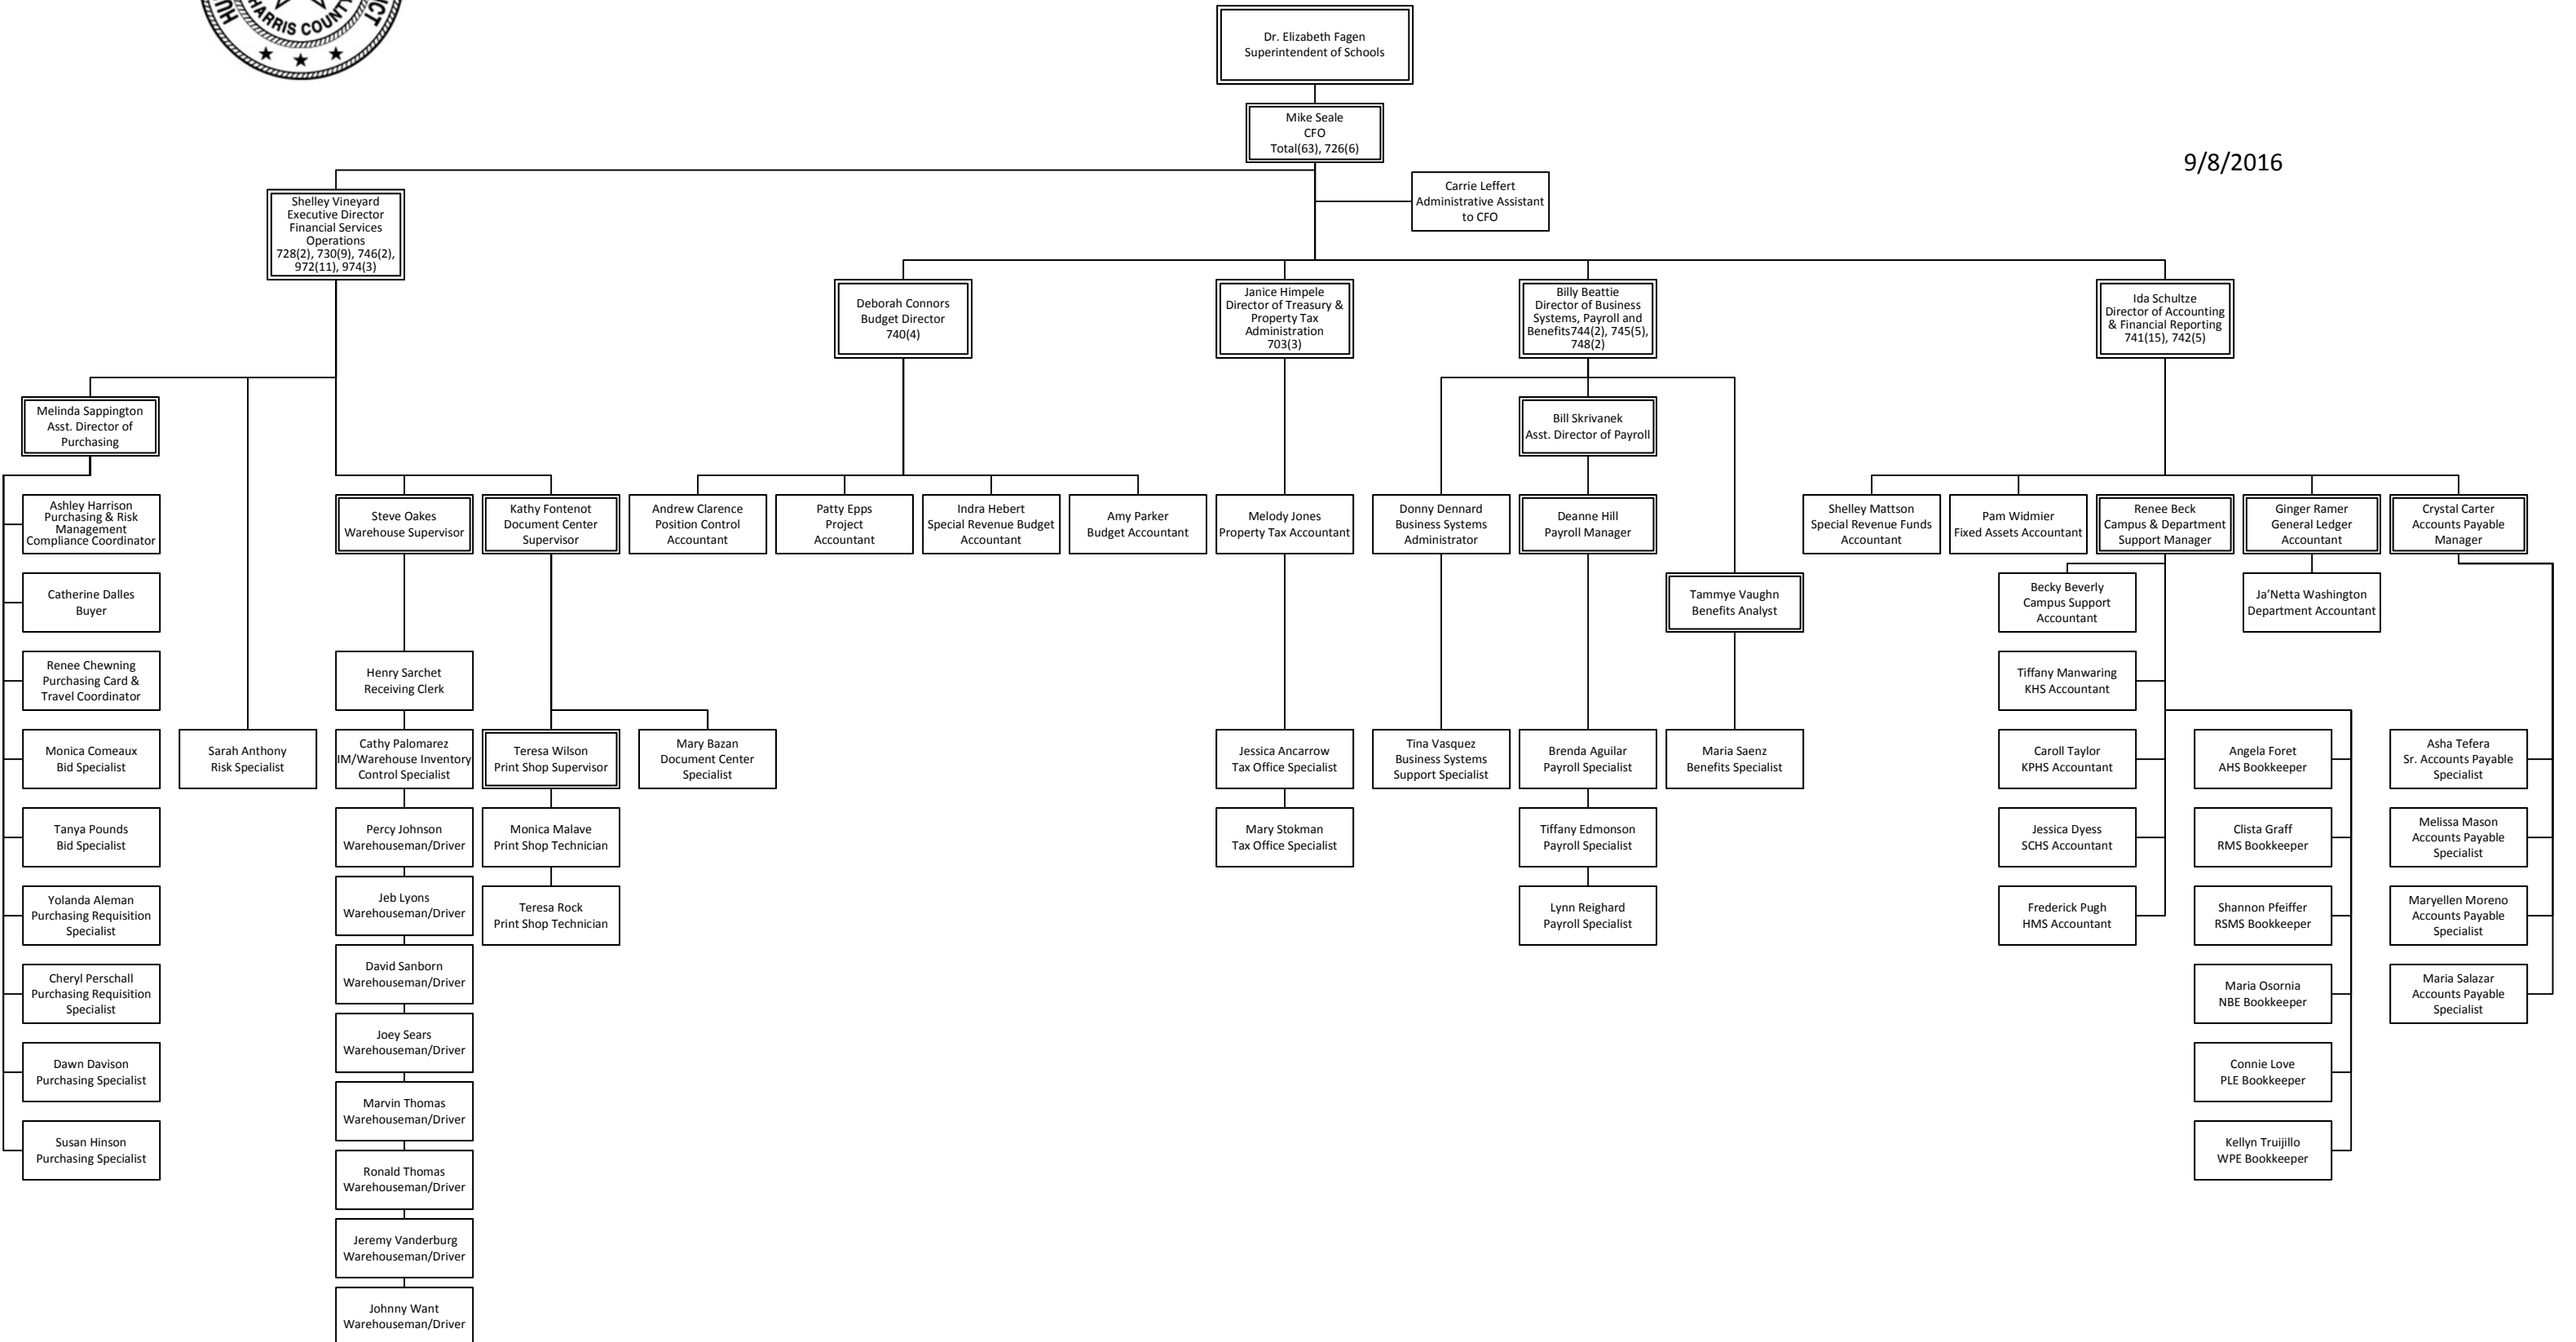 HU
HARRIS COUNTY
ICT
Dr. Elizabeth Fagen
Superintendent of Schools
Mike Seale
CFO
Total(63), 726(6)
9/8/2016
Carrie Leffert
Administrative Assistant
to CFO
Shelley Vineyard
Executive Director
Financial Services
Operations
728(2), 730(9), 746(2),
972(11), 974(3)
Deborah Connors
Budget Director
740(4)
Janice Himpele
Director of Treasury &
Property Tax
Administration
703(3)
Billy Beattie
Director of Business
Systems, Payroll and
Benefits744(2), 745(5),
748(2)
Ida Schultze
Director of Accounting
& Financial Reporting
741(15), 742(5)
Melinda Sappington
Asst. Director of
Purchasing
Bill Skrivanek
Asst. Director of Payroll
Ashley Harrison
Purchasing & Risk
Management
Compliance Coordinator
Steve Oakes
Warehouse Supervisor
Kathy Fontenot
Document Center
Supervisor
Andrew Clarence
Position Control
Accountant
Patty Epps
Project
Accountant
Indra Hebert
Special Revenue Budget
Accountant
Amy Parker
Budget Accountant
Melody Jones
Property Tax Accountant
Donny Dennard
Business Systems
Administrator
Deanne Hill
Payroll Manager
Shelley Mattson
Special Revenue Funds
Accountant
Pam Widmier
Fixed Assets Accountant
Renee Beck
Campus & Department
Support Manager
Ginger Ramer
General Ledger
Accountant
Crystal Carter
Accounts Payable
Manager
Catherine Dalles
Buyer
Tammye Vaughn
Benefits Analyst
Becky Beverly
Campus Support
Accountant
Ja’Netta Washington
Department Accountant
Renee Chewning
Purchasing Card &
Travel Coordinator
Henry Sarchet
Receiving Clerk
Tiffany Manwaring
KHS Accountant
Monica Comeaux
Bid Specialist
Sarah Anthony
Risk Specialist
Cathy Palomarez
IM/Warehouse Inventory
Control Specialist
Teresa Wilson
Print Shop Supervisor
Mary Bazan
Document Center
Specialist
Jessica Ancarrow
Tax Office Specialist
Tina Vasquez
Business Systems
Support Specialist
Brenda Aguilar
Payroll Specialist
Maria Saenz
Benefits Specialist
Caroll Taylor
KPHS Accountant
Angela Foret
AHS Bookkeeper
Asha Tefera
Sr. Accounts Payable
Specialist
Tanya Pounds
Bid Specialist
Percy Johnson
Warehouseman/Driver
Monica Malave
Print Shop Technician
Mary Stokman
Tax Office Specialist
Tiffany Edmonson
Payroll Specialist
Jessica Dyess
SCHS Accountant
Clista Graff
RMS Bookkeeper
Melissa Mason
Accounts Payable
Specialist
Yolanda Aleman
Purchasing Requisition
Specialist
Jeb Lyons
Warehouseman/Driver
Teresa Rock
Print Shop Technician
Lynn Reighard
Payroll Specialist
Frederick Pugh
HMS Accountant
Shannon Pfeiffer
RSMS Bookkeeper
Maryellen Moreno
Accounts Payable
Specialist
Cheryl Perschall
Purchasing Requisition
Specialist
David Sanborn
Warehouseman/Driver
Maria Osornia
NBE Bookkeeper
Maria Salazar
Accounts Payable
Specialist
Joey Sears
Warehouseman/Driver
Dawn Davison
Purchasing Specialist
Connie Love
PLE Bookkeeper
Marvin Thomas
Warehouseman/Driver
Susan Hinson
Purchasing Specialist
Kellyn Truijillo
WPE Bookkeeper
Ronald Thomas
Warehouseman/Driver
Jeremy Vanderburg
Warehouseman/Driver
Johnny Want
Warehouseman/Driver